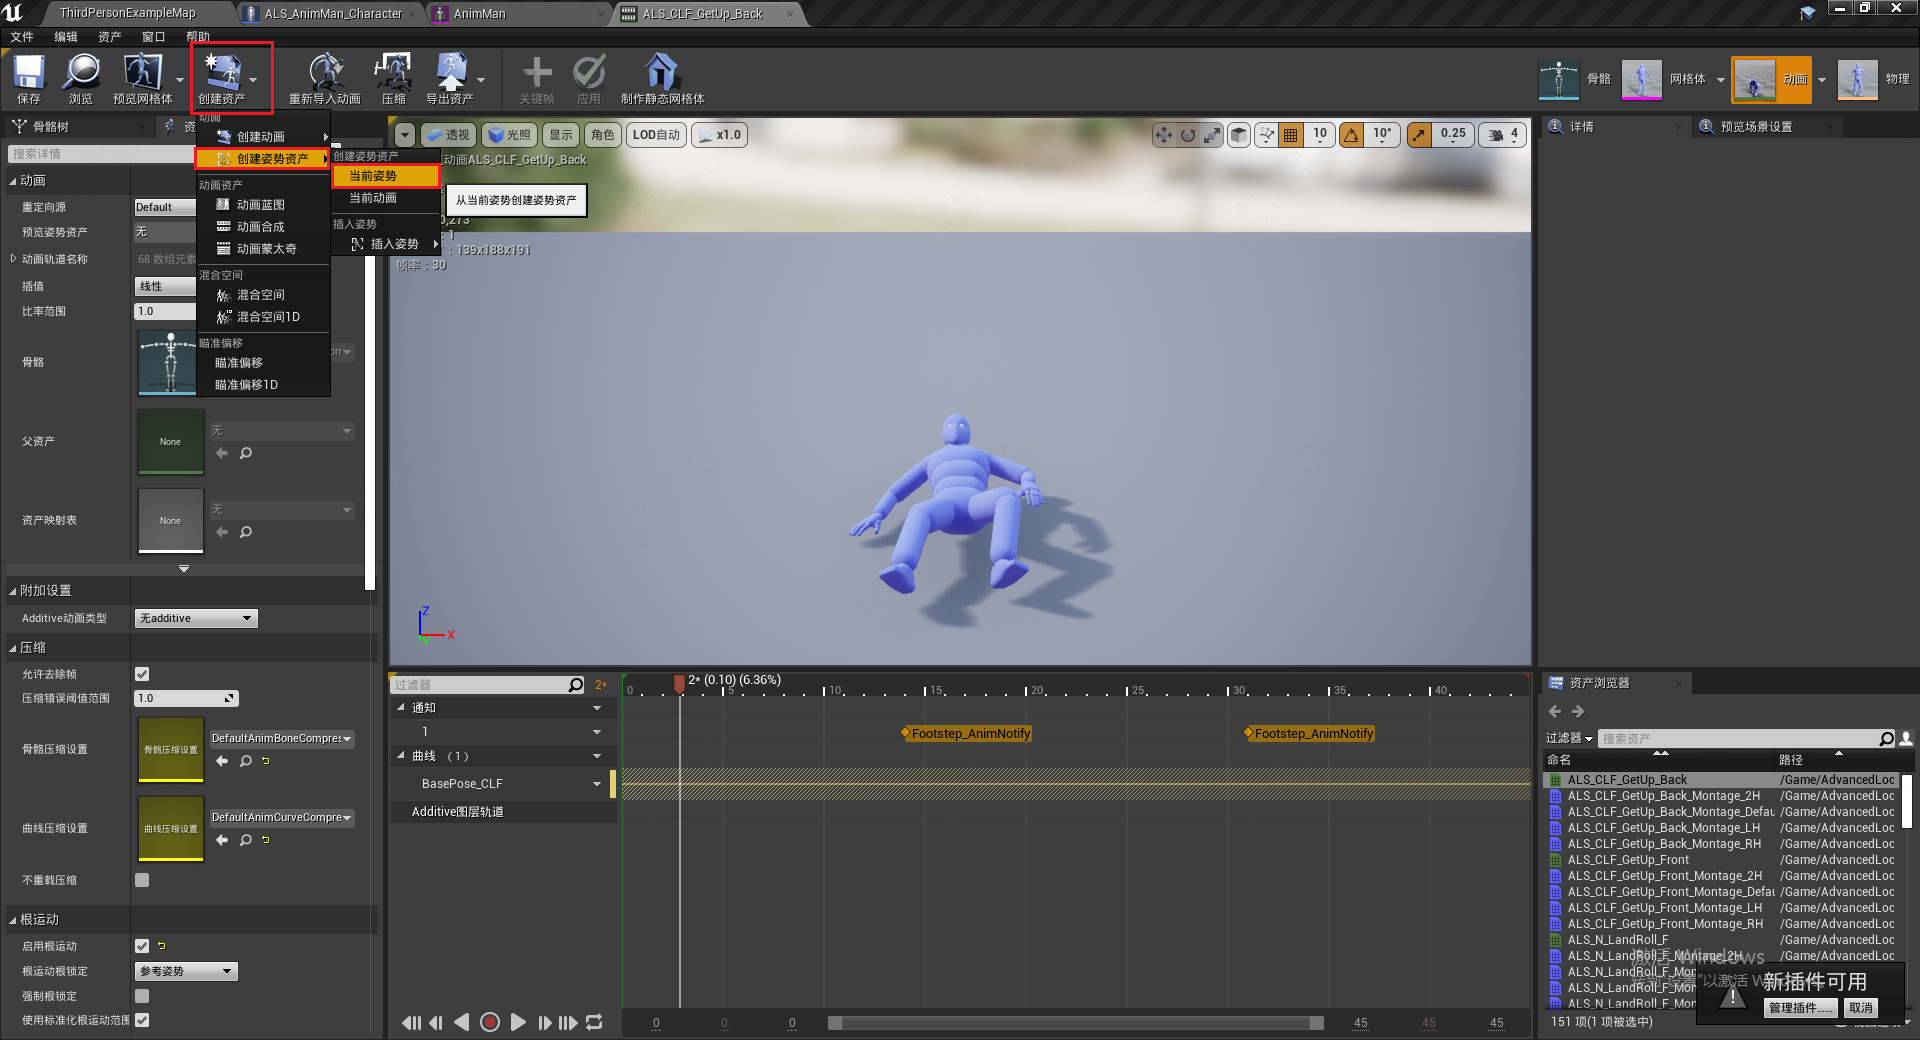 ThirdPersonExampleMap
ALS_AnimMan_Character
AnimMan
ALS_CLF_GetUp_Back
文件 编辑 资产 窗口 帮助
保存
浏览
预览网格体
创建资产
重新导入动画
压缩
导出资产
关键帧
应用
制作静态网格体
骨骼
网格体
动画
物理
骨骼树
搜索详情
动画
重定向源
Default
预览姿势资产
无
动画轨道名称
68 数组元素
插值
线性
比率范围
1.0
骨骼
父资产
None
无
资产映射表
None
无
附加设置
Additive动画类型
无additive
压缩
允许去除帧
压缩错误阈值范围
1.0
骨骼压缩设置
骨骼压缩设置
DefaultAnimBoneCompres
曲线压缩设置
曲线压缩设置
DefaultAnimCurveCompre
不重载压缩
根运动
启用根运动
根运动根锁定
参考姿势
强制根锁定
使用标准化根运动范围
动画
创建动画
创建姿势资产
动画资产
动画蓝图
动画合成
动画蒙太奇
混合空间
混合空间
混合空间1D
瞄准偏移
瞄准偏移
瞄准偏移1D
创建姿势资产
当前姿势
当前动画
插入姿势
插入姿势
从当前姿势创建姿势资产
透视
光照
显示
角色
LOD自动
x1.0
10
10°
0.25
4
动画ALS_CLF_GetUp_Back
139x188x191
帧率：30
Z
X
过滤器
2*
2* (0.10) (6.36%)
0 5 10 15 20 25 30 35 40
通知
1
Footstep_AnimNotify
Footstep_AnimNotify
曲线 （1）
BasePose_CLF
Additive图层轨道
0 0 0 45 45 45
详情
预览场景设置
资产浏览器
过滤器
搜索资产
命名 路径
ALS_CLF_GetUp_Back /Game/AdvancedLoc
ALS_CLF_GetUp_Back_Montage_2H /Game/AdvancedLoc
ALS_CLF_GetUp_Back_Montage_Defau /Game/AdvancedLoc
ALS_CLF_GetUp_Back_Montage_LH /Game/AdvancedLoc
ALS_CLF_GetUp_Back_Montage_RH /Game/AdvancedLoc
ALS_CLF_GetUp_Front /Game/AdvancedLoc
ALS_CLF_GetUp_Front_Montage_2H /Game/AdvancedLoc
ALS_CLF_GetUp_Front_Montage_Defau /Game/AdvancedLoc
ALS_CLF_GetUp_Front_Montage_LH /Game/AdvancedLoc
ALS_CLF_GetUp_Front_Montage_RH /Game/AdvancedLoc
ALS_N_LandRoll_F /Game/AdvancedLoc
ALS_N_LandRoll_F_Montage_2H /Game/AdvancedLoc
ALS_N_LandRoll_F_Mon
ALS_N_LandRoll_F_Mon
ALS_N_LandRoll_F_Mon
激活 Windows
转到"设置"以激活 W
新插件可用
管理插件......
取消
151 项(1 项被选中)